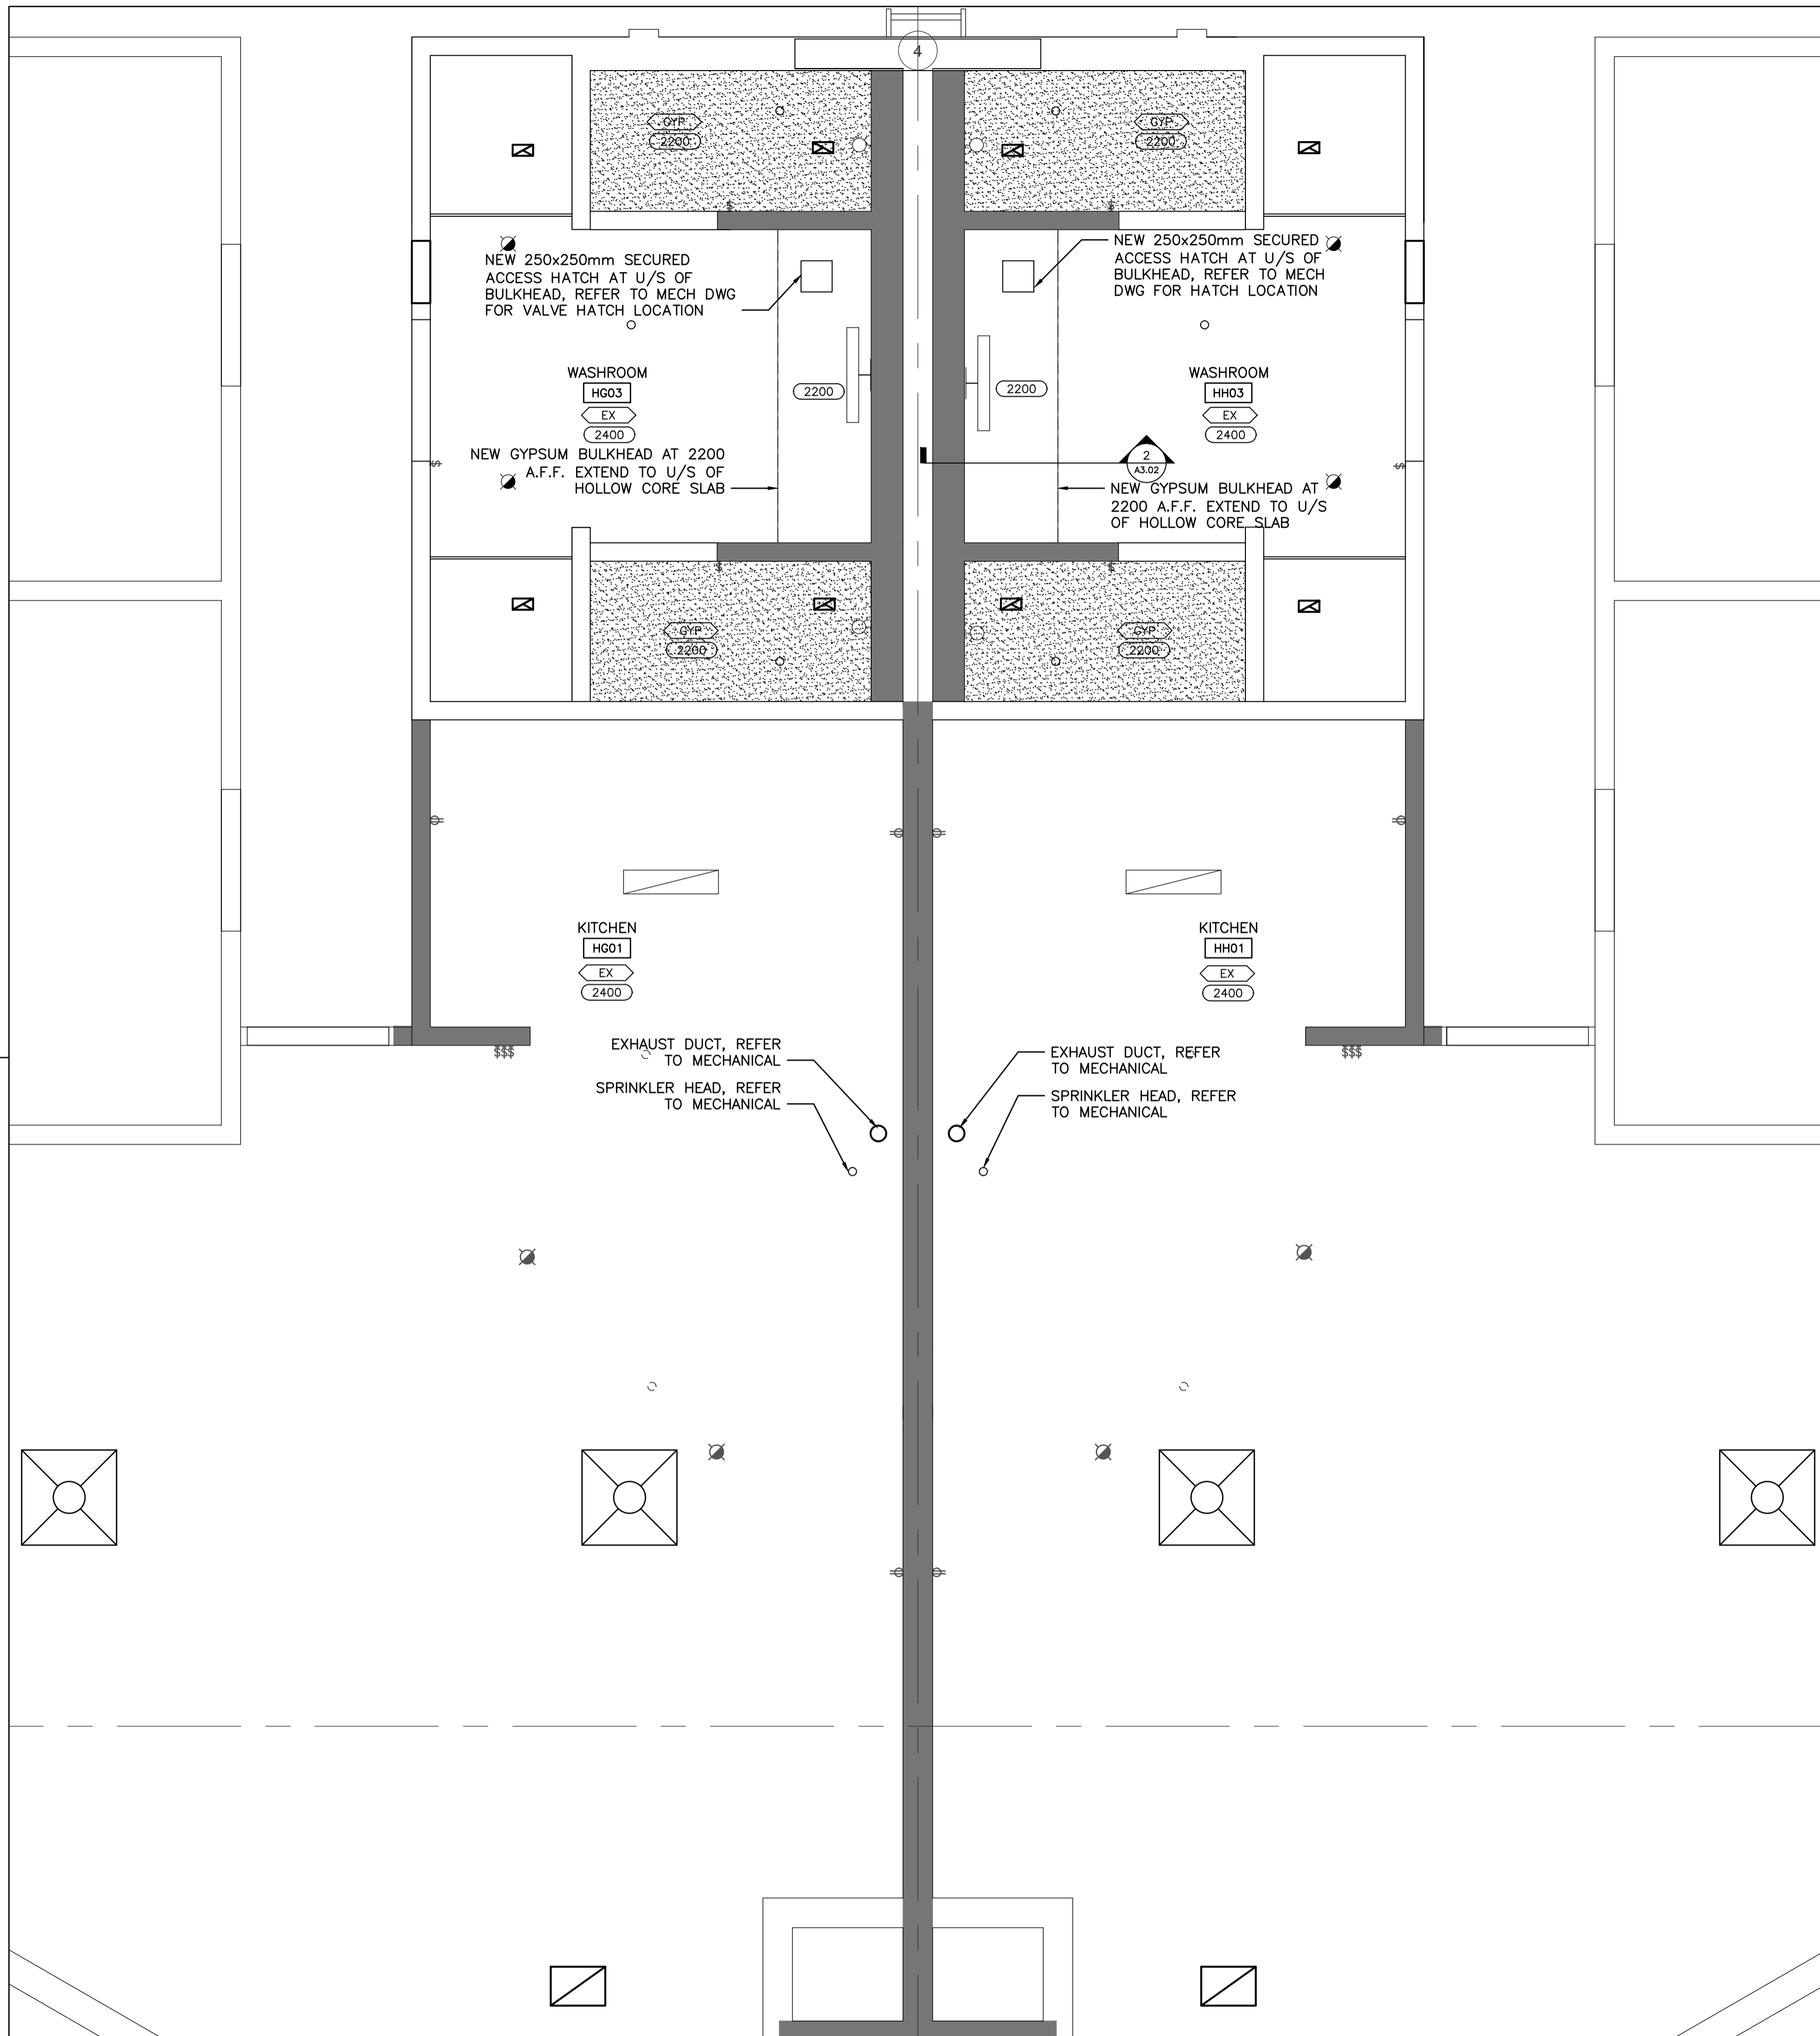 4
GYP
2200
GYP
2200
$
$
NEW 250x250mm SECURED
ACCESS HATCH AT U/S OF
BULKHEAD, REFER TO MECH DWG
FOR VALVE HATCH LOCATION
NEW 250x250mm SECURED
ACCESS HATCH AT U/S OF
BULKHEAD, REFER TO MECH
DWG FOR HATCH LOCATION
WASHROOM
HG03
EX
2400
2200
2200
WASHROOM
HH03
EX
2400
NEW GYPSUM BULKHEAD AT 2200
A.F.F. EXTEND TO U/S OF
HOLLOW CORE SLAB
$
2
A3.02
$
NEW GYPSUM BULKHEAD AT
2200 A.F.F. EXTEND TO U/S
OF HOLLOW CORE SLAB
$
$
GYP
2200
GYP
2200
KITCHEN
HG01
EX
2400
KITCHEN
HH01
EX
2400
$$$
$$$
EXHAUST DUCT, REFER
TO MECHANICAL
SPRINKLER HEAD, REFER
TO MECHANICAL
EXHAUST DUCT, REFER
TO MECHANICAL
SPRINKLER HEAD, REFER
TO MECHANICAL